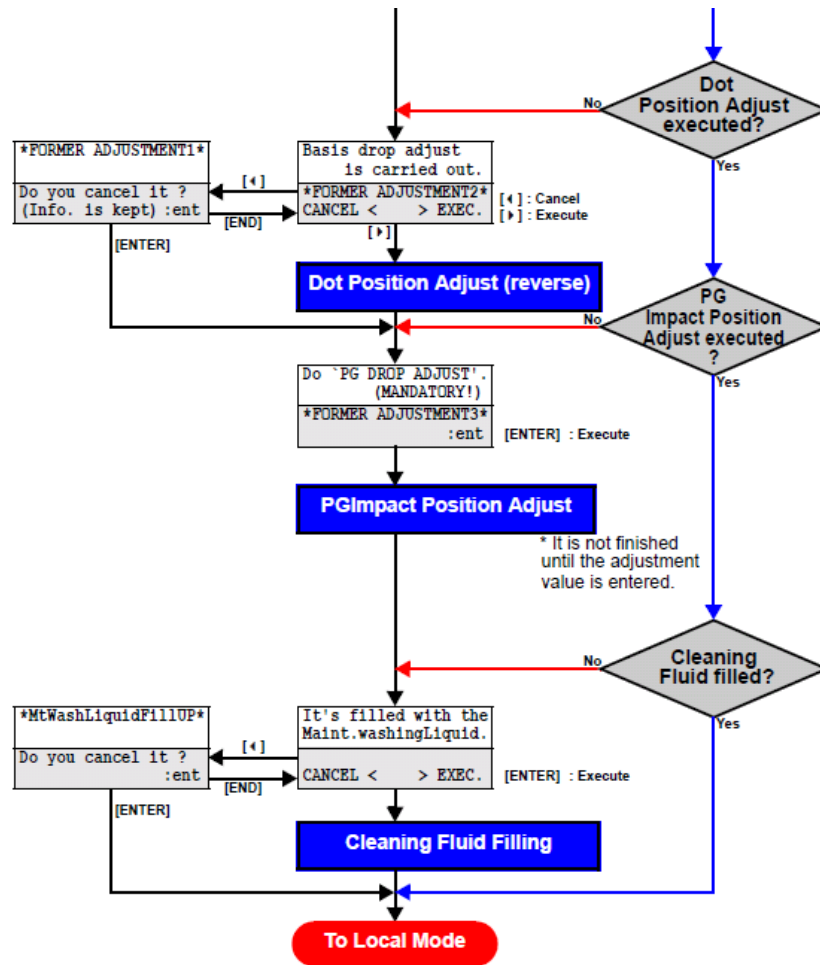 Dot
Position Adjust
executed?
No
Yes
*FORMER ADJUSTMENT1*
Do you cancel it ?
(Info. is kept) :ent
[◂]
[END]
[ENTER]
Basis drop adjust
is carried out.
*FORMER ADJUSTMENT2*
CANCEL < > EXEC.
[◂] : Cancel
[▸] : Execute
[▸]
Dot Position Adjust (reverse)
PG
Impact Position
Adjust executed
?
No
Yes
Do `PG DROP ADJUST'.
(MANDATORY!)
*FORMER ADJUSTMENT3*
:ent
[ENTER] : Execute
PGImpact Position Adjust
* It is not finished
until the adjustment
value is entered.
Cleaning
Fluid filled?
No
Yes
*MtWashLiquidFillUP*
Do you cancel it ?
:ent
[◂]
[END]
[ENTER]
It's filled with the
Maint.washingLiquid.
CANCEL < > EXEC.
[ENTER] : Execute
Cleaning Fluid Filling
To Local Mode